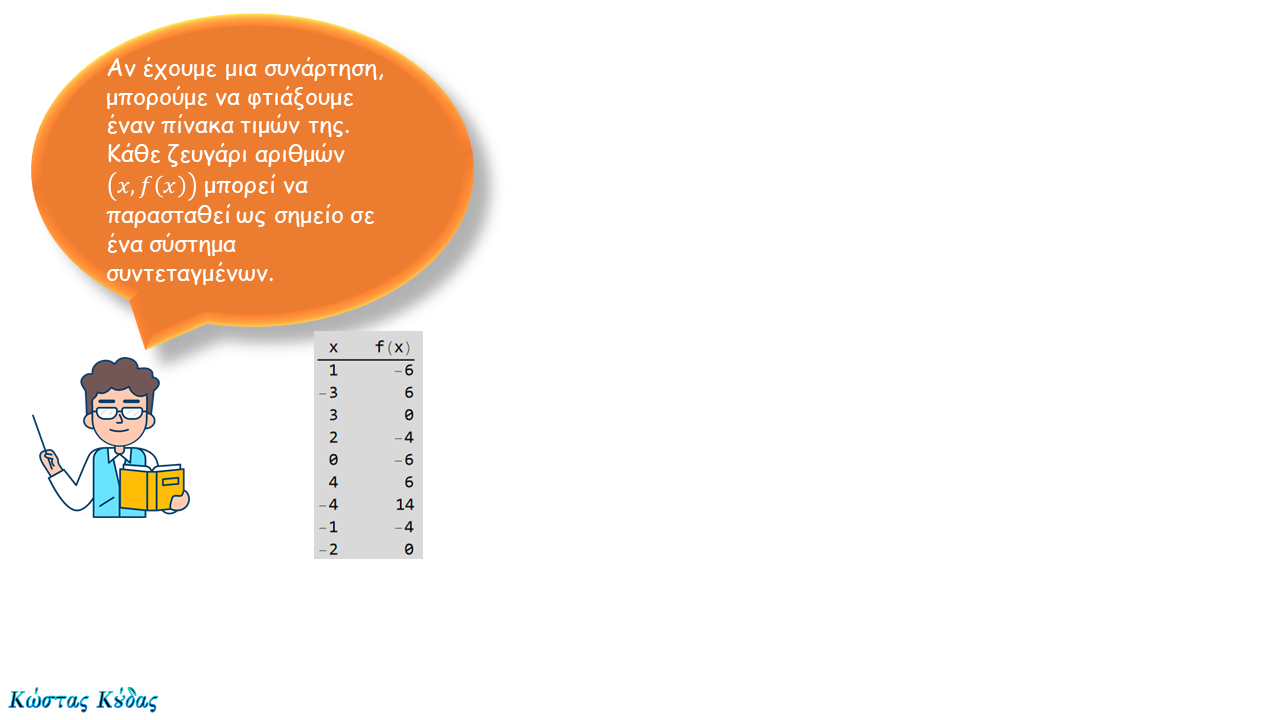 Αν έχουμε μια συνάρτηση,
μπορούμε να φτιάξουμε
έναν πίνακα τιμών της.
Κάθε ζευγάρι αριθμών
(x, f(x)) μπορεί να
παρασταθεί ως σημείο σε
ένα σύστημα
συντεταγμένων.
x f(x)
1 -6
-3 6
3 0
2 -4
0 -6
4 6
-4 14
-1 -4
-2 0
Κώστας Κȣ́δας